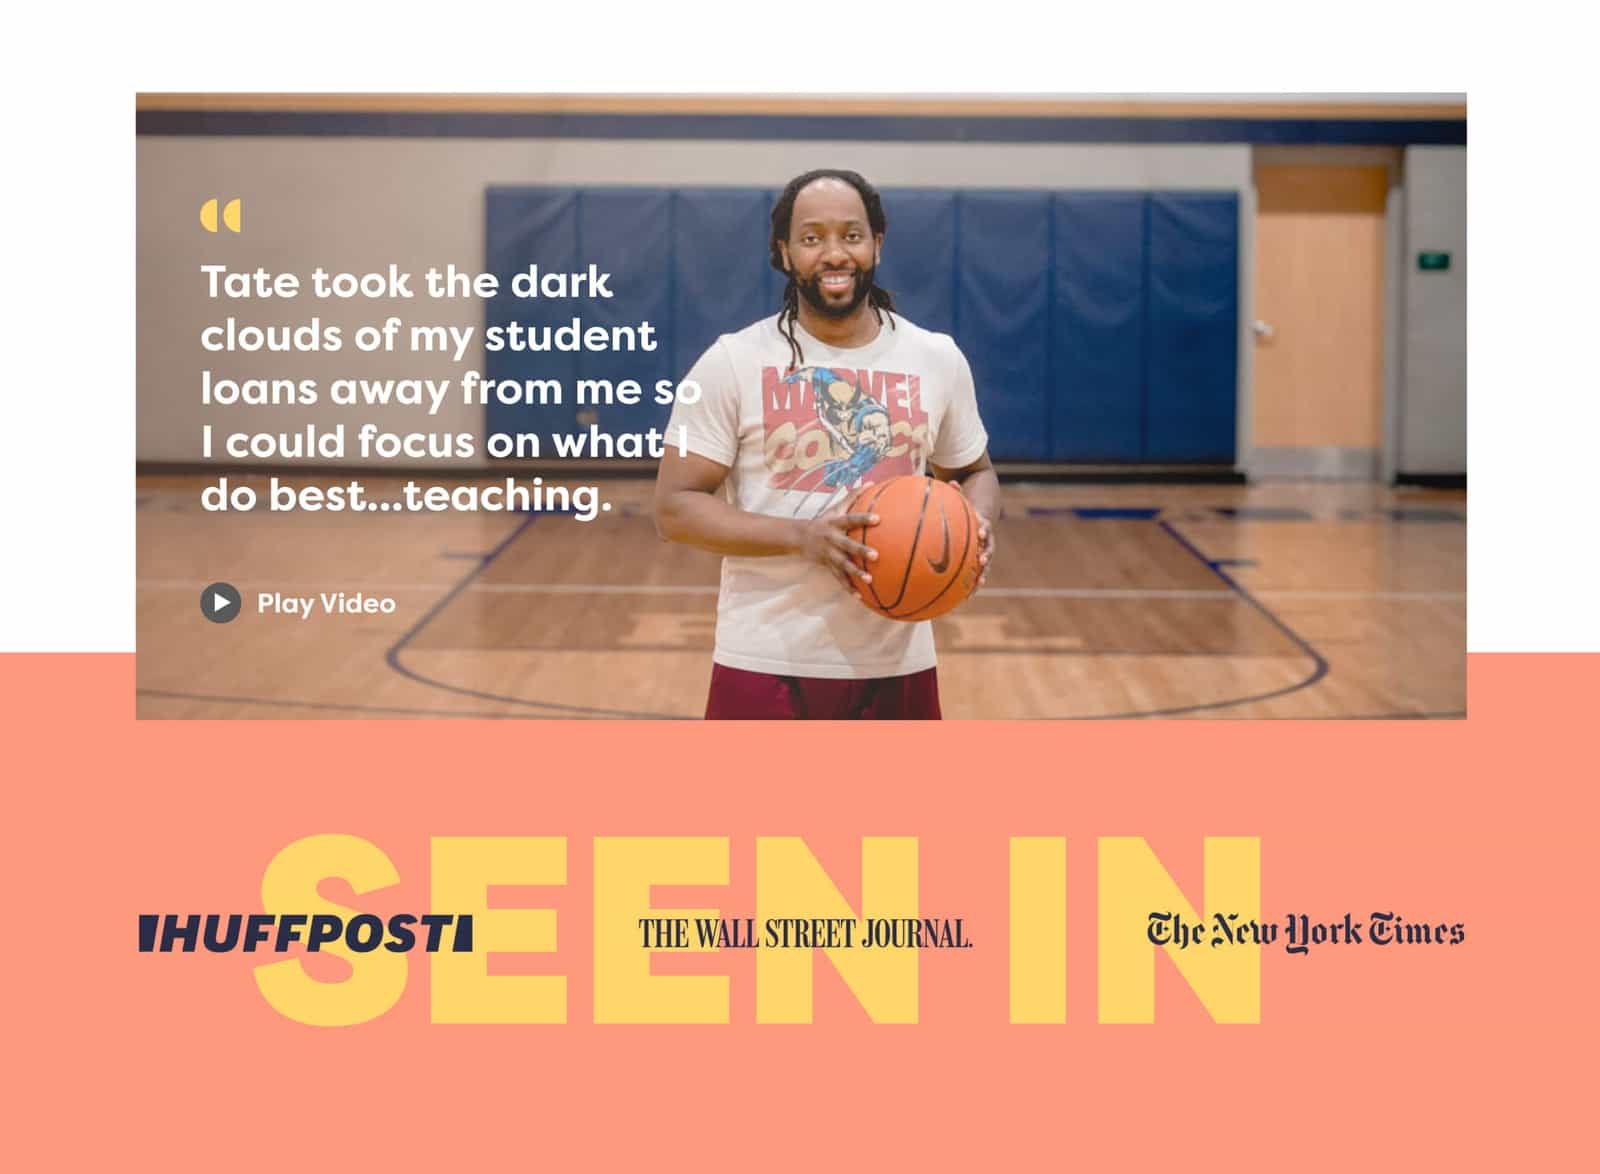 Tate took the dark
clouds of my student
loans away from me so
I could focus on what I
do best...teaching.
Play Video
MARVEL
COMICS
SEEN IN
HUFFPOST
THE WALL STREET JOURNAL.
The New York Times